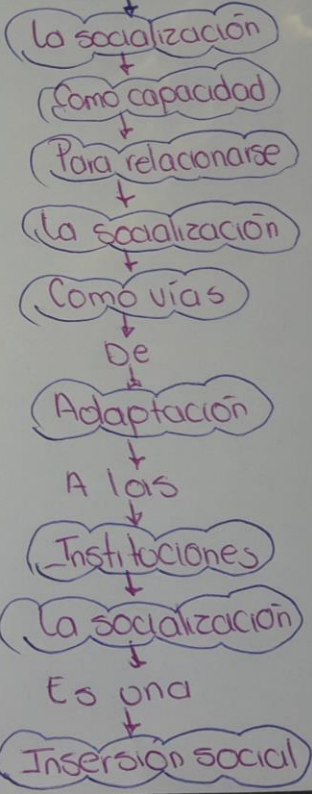 La socialización
Como capacidad
Para relacionarse
La socialización
Como vías
De
Adaptación
A las
Instituciones
La socialización
Es una
Insersión social